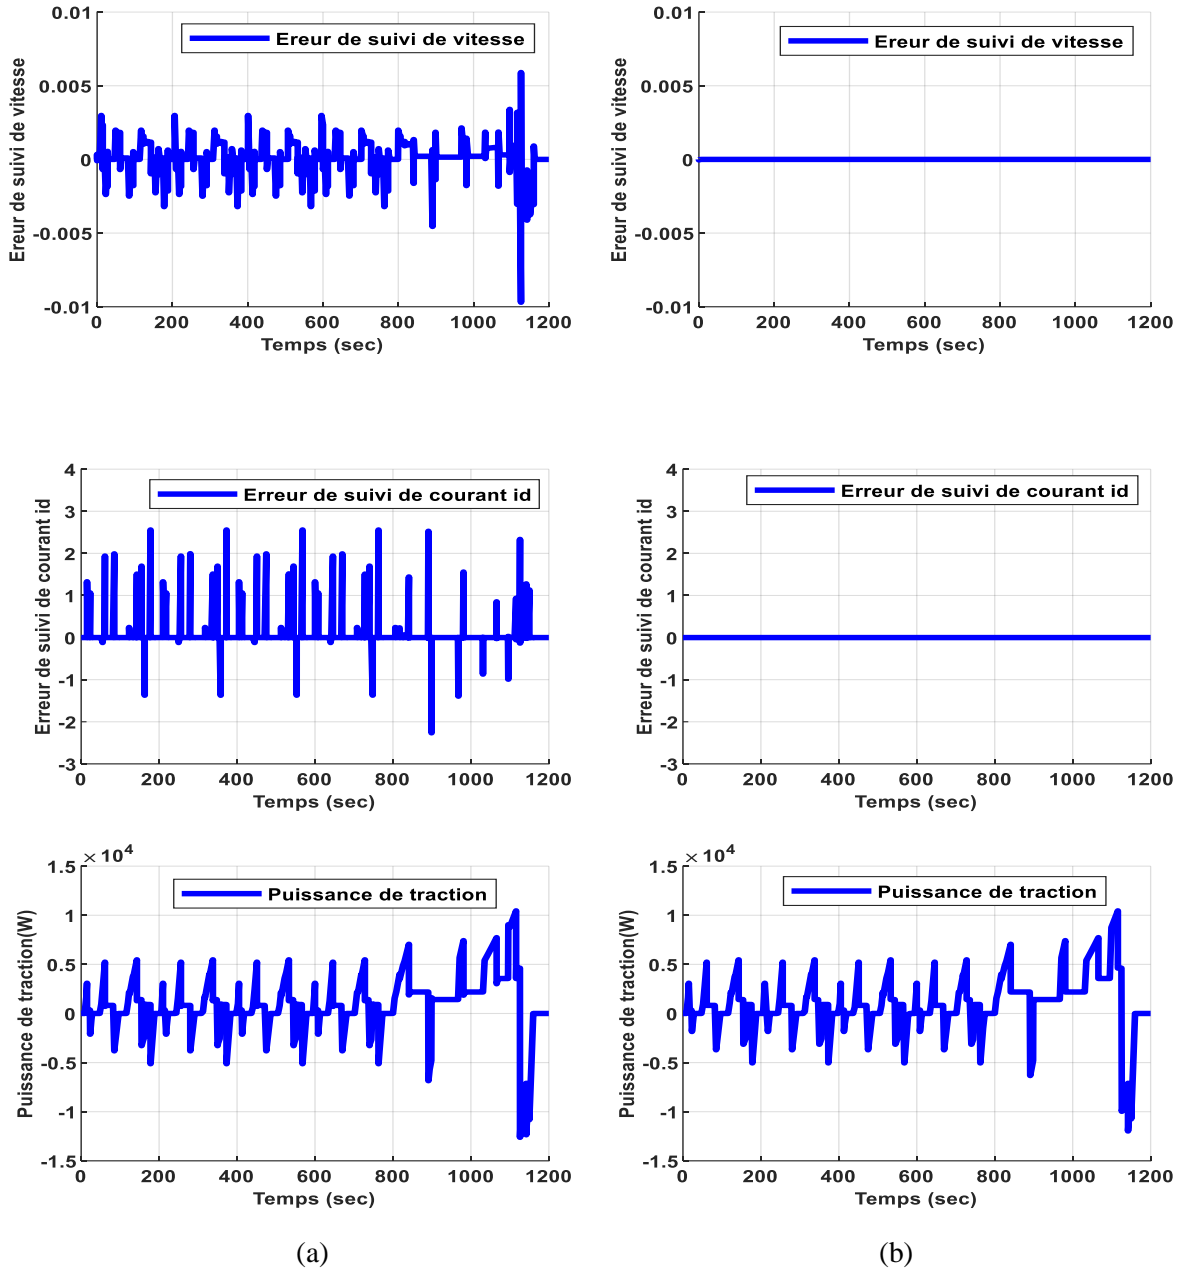 0.01
0.005
0
-0.005
-0.01
Ereur de suivi de vitesse
Ereur de suivi de vitesse
0 200 400 600 800 1000 1200
Temps (sec)
0.01
0.005
0
-0.005
-0.01
Ereur de suivi de vitesse
Ereur de suivi de vitesse
0 200 400 600 800 1000 1200
Temps (sec)
4
3
2
1
0
-1
-2
-3
Erreur de suivi de courant id
Erreur de suivi de courant id
0 200 400 600 800 1000 1200
Temps (sec)
4
3
2
1
0
-1
-2
-3
Erreur de suivi de courant id
Erreur de suivi de courant id
0 200 400 600 800 1000 1200
Temps (sec)
×10⁴
1.5
1
0.5
0
-0.5
-1
-1.5
Puissance de traction(W)
Puissance de traction
0 200 400 600 800 1000 1200
Temps (sec)
×10⁴
1.5
1
0.5
0
-0.5
-1
-1.5
Puissance de traction(W)
Puissance de traction
0 200 400 600 800 1000 1200
Temps (sec)
(a)
(b)